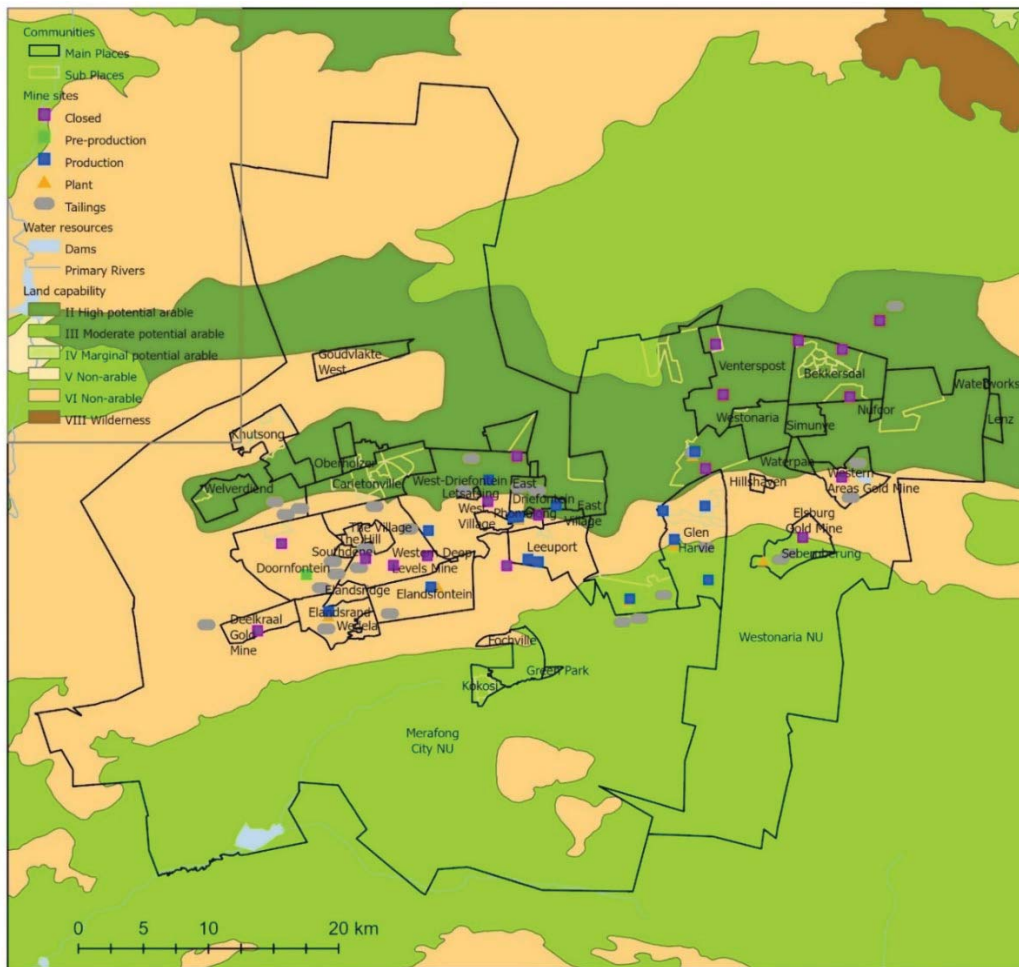 Communities
Main Places
Sub Places
Mine sites
Closed
Pre-production
Production
Plant
Tailings
Water resources
Dams
Primary Rivers
Land capability
II High potential arable
III Moderate potential arable
IV Marginal potential arable
V Non-arable
VI Non-arable
VIII Wilderness
Goudvlakte
West
Venterspost
Bekkersdal
Waterworks
Nufcor
Lenz
Westonaria
Simunye
Khutsong
Oberholzer
Waterpan
Welverdiend
Carletonville
West-Driefontein
East
Letsatsing
Driefontein
West
Village
East
Village
Hillshaven
Western
Areas Gold Mine
The Village
The Hill
Southdene
Western Deep
Levels Mine
Leeuport
Glen
Harvie
Elsburg
Gold Mine
Doornfontein
Elandsridge
Elandsfontein
Elandsrand
Wedela
Deelkraal
Gold
Mine
Fochville
Green Park
Kokosi
Westonaria NU
Merafong
City NU
0 5 10 20 km